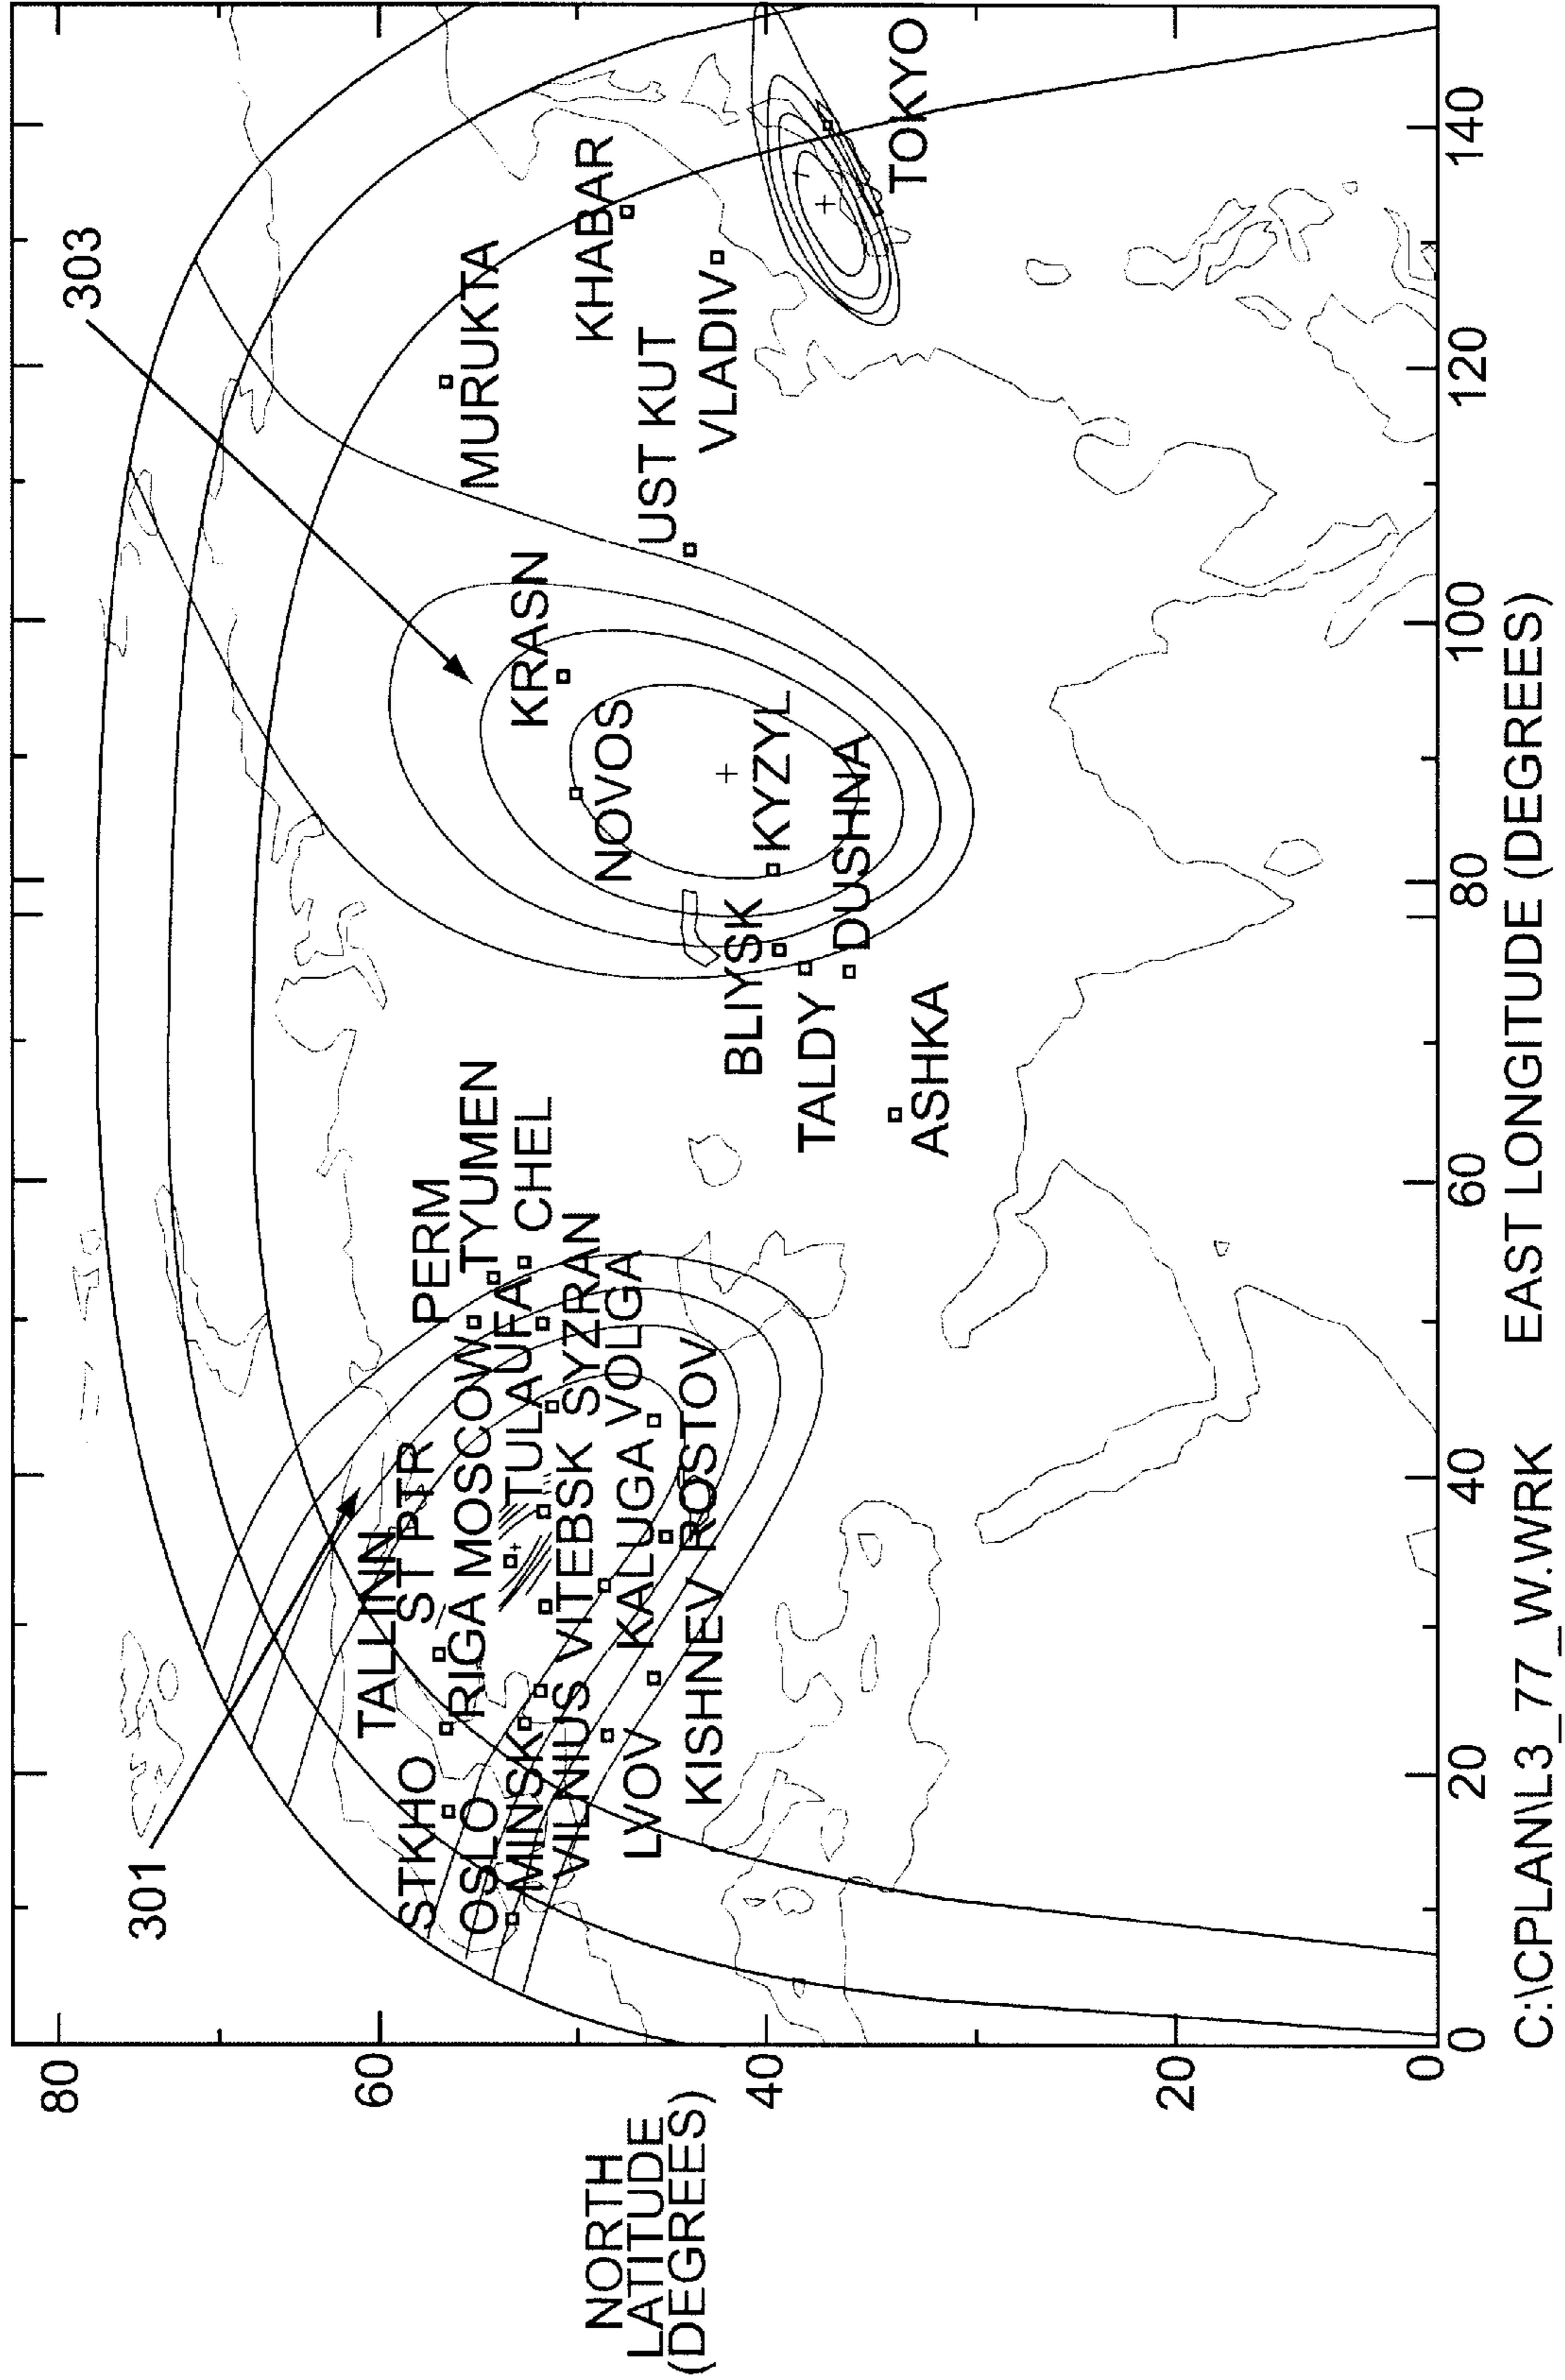 303
301
80
60
40
20
0
NORTH
LATITUDE
(DEGREES)
TALLINN
STKHO
ST PTR
PERM
RIGA
MOSCOW
TYUMEN
OSLO
MINSK
TULA
UFA
CHEL
VILNIUS
VITEBSK
SYZRAN
LVOV
KALUGA
VOLGA
KISHNEV
ROSTOV
KRASN
NOVOS
BLIYSK
KYZYL
TALDY
DUSHNA
ASHKA
MURUKTA
KHABAR
UST KUT
VLADIV
TOKYO
0
20
40
60
80
100
120
140
C:\CPLAN\L3_77_W.WRK
EAST LONGITUDE (DEGREES)